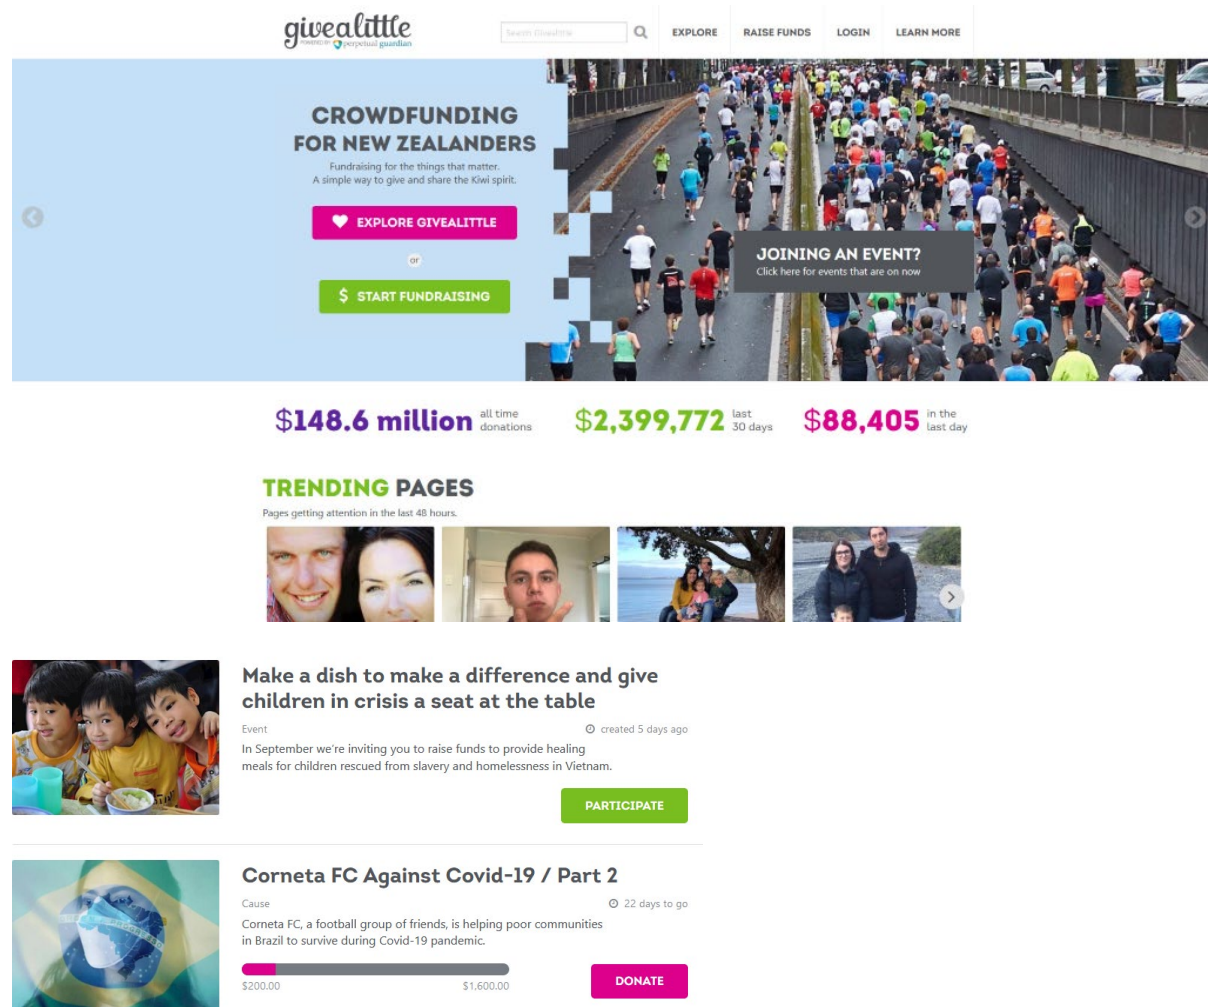 givealittle
POWERED BY perpetual guardian
Search Givealittle
EXPLORE
RAISE FUNDS
LOGIN
LEARN MORE
CROWDFUNDING
FOR NEW ZEALANDERS
Fundraising for the things that matter.
A simple way to give and share the Kiwi spirit.
EXPLORE GIVEALITTLE
or
$ START FUNDRAISING
JOINING AN EVENT?
Click here for events that are on now
$148.6 million all time
donations
$2,399,772 last
30 days
$88,405 in the
last day
TRENDING PAGES
Pages getting attention in the last 48 hours.
Make a dish to make a difference and give
children in crisis a seat at the table
Event
created 5 days ago
In September we're inviting you to raise funds to provide healing
meals for children rescued from slavery and homelessness in Vietnam.
PARTICIPATE
Corneta FC Against Covid-19 / Part 2
Cause
22 days to go
Corneta FC, a football group of friends, is helping poor communities
in Brazil to survive during Covid-19 pandemic.
$200.00
$1,600.00
DONATE